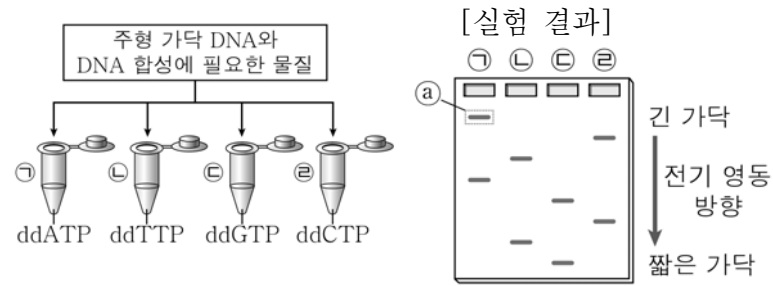 주형 가닥 DNA와
DNA 합성에 필요한 물질
㉠ ㉡ ㉢ ㉣
ddATP ddTTP ddGTP ddCTP
[실험 결과]
㉠ ㉡ ㉢ ㉣
ⓐ
긴 가닥
전기 영동
방향
짧은 가닥